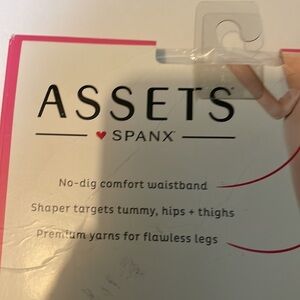 ASSETS
SPANX
No-dig comfort waistband
Shaper targets tummy, hips + thighs
Premium yarns for flawless legs